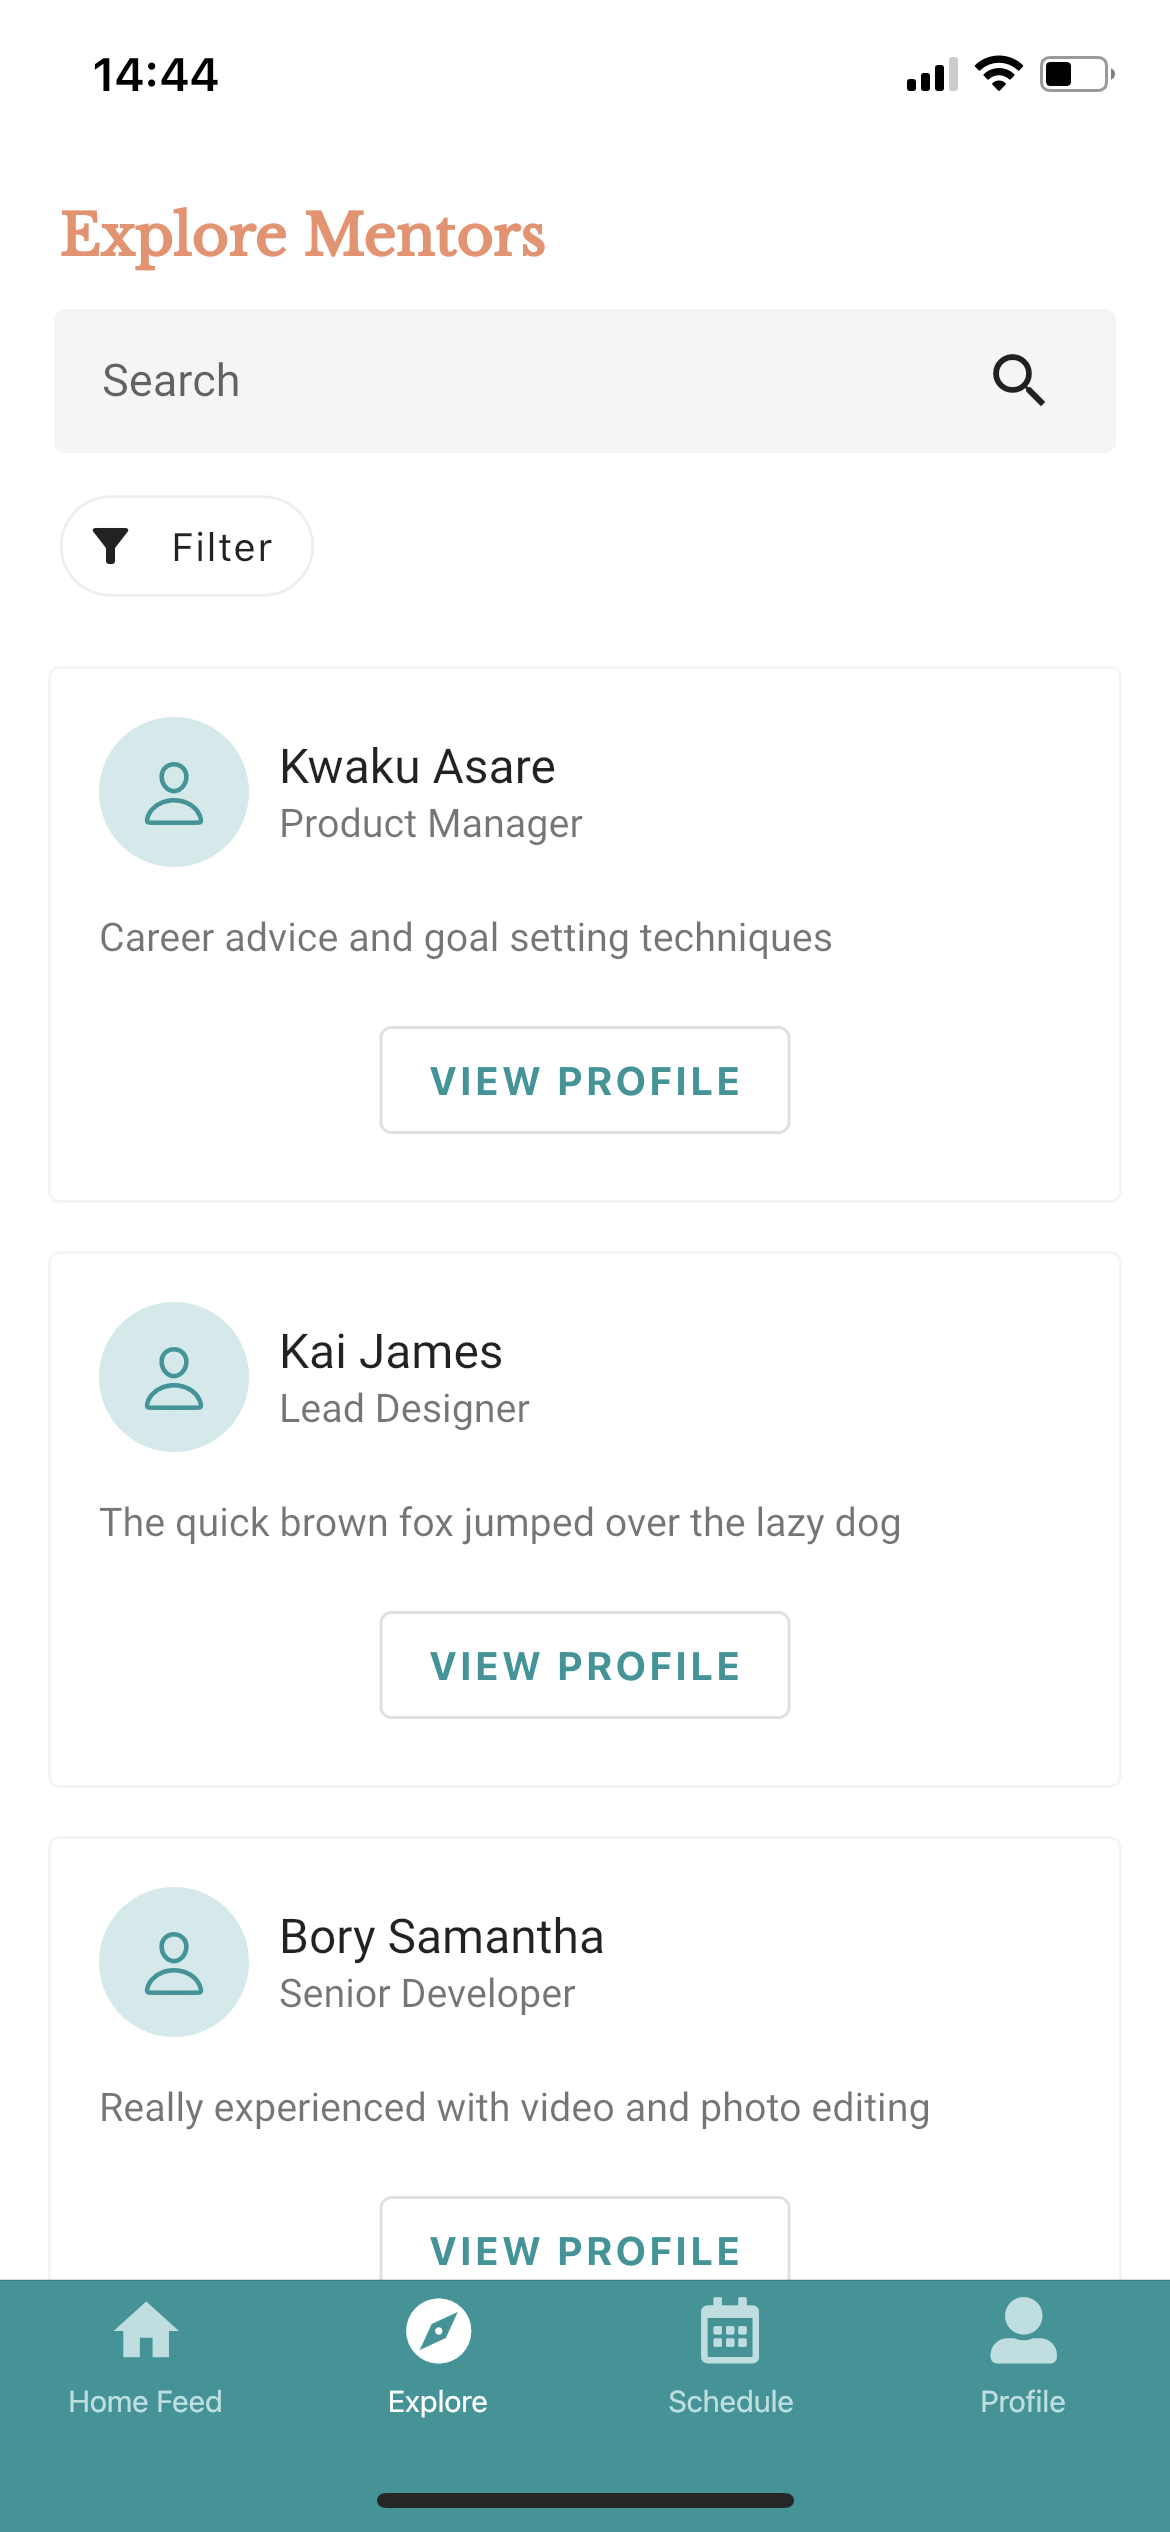 14:44
Explore Mentors
Search
Filter
Kwaku Asare
Product Manager
Career advice and goal setting techniques
VIEW PROFILE
Kai James
Lead Designer
The quick brown fox jumped over the lazy dog
VIEW PROFILE
Bory Samantha
Senior Developer
Really experienced with video and photo editing
VIEW PROFILE
Home Feed
Explore
Schedule
Profile